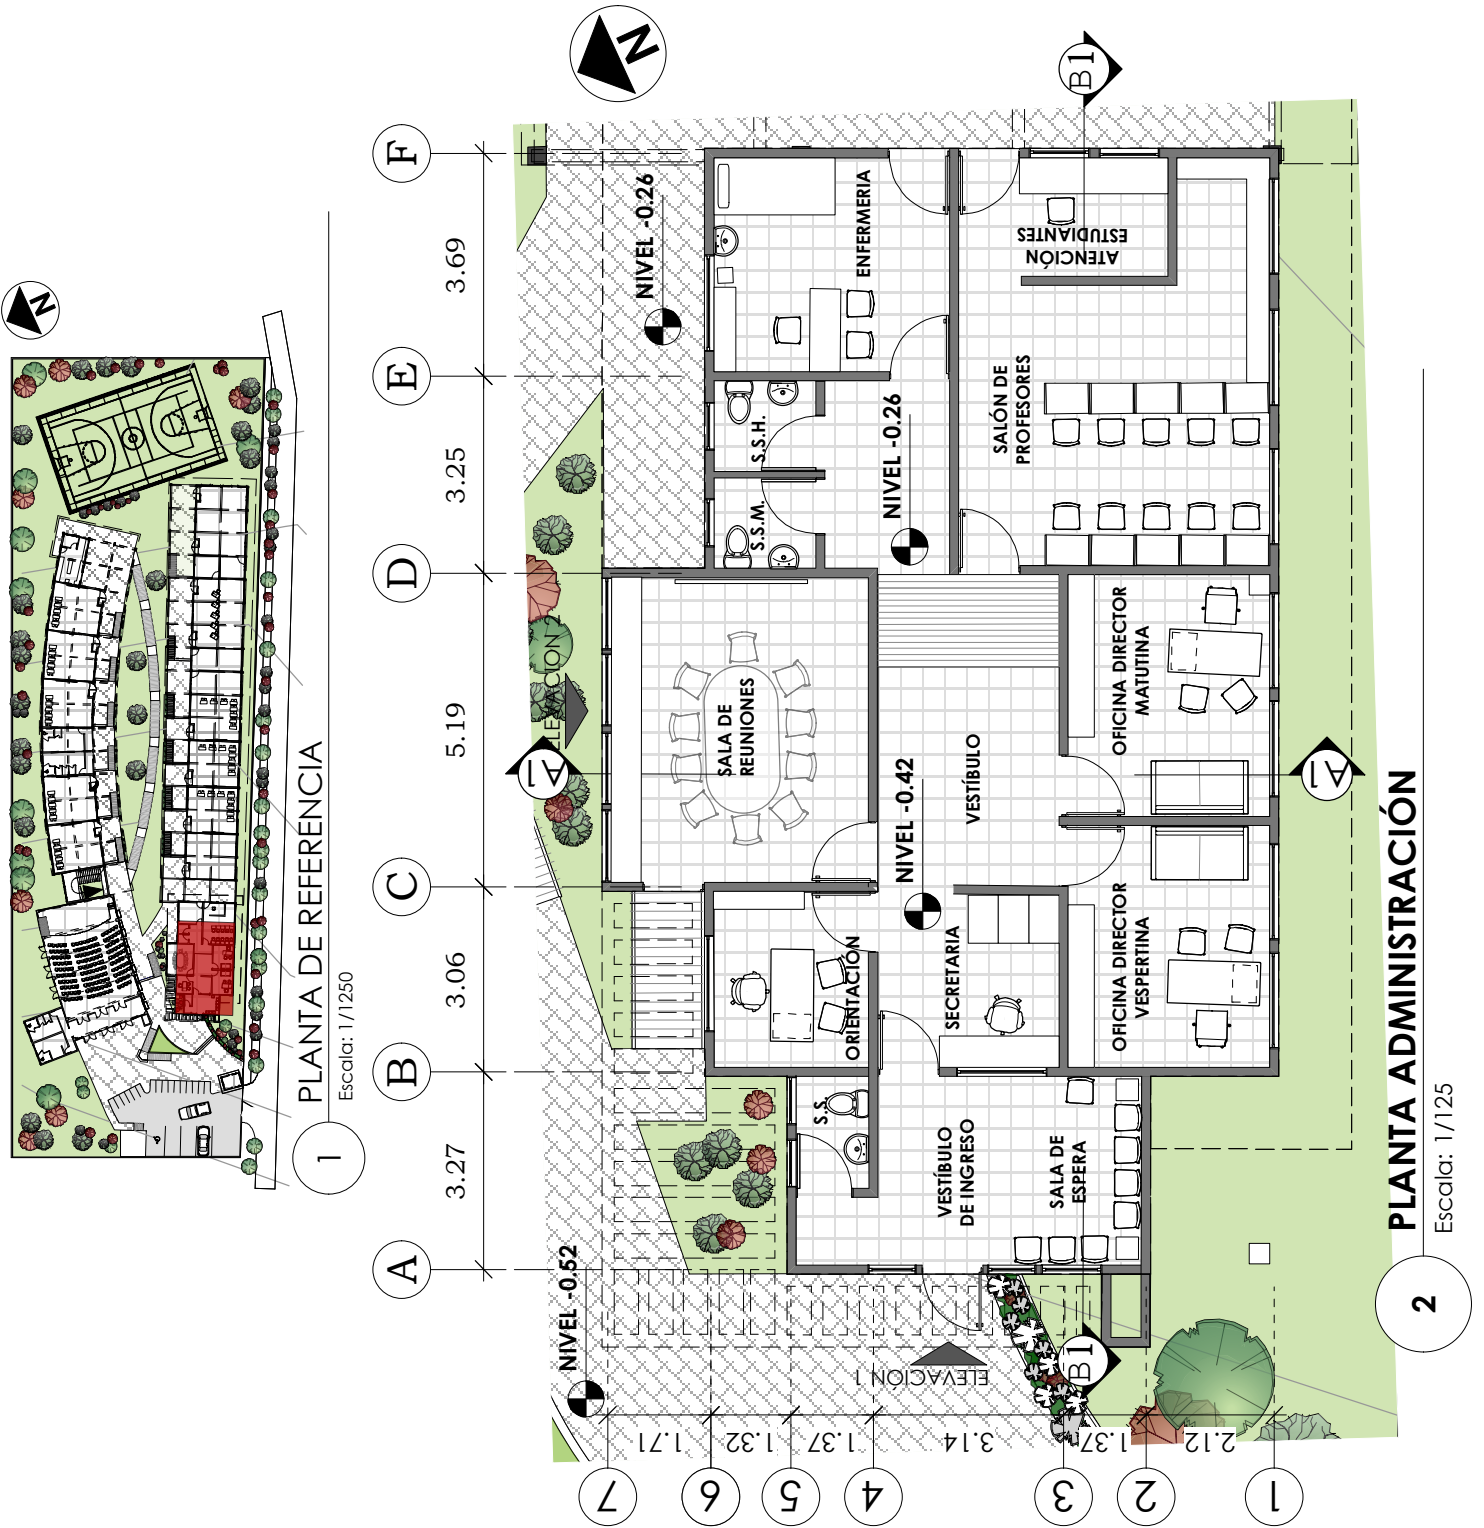 N
PLANTA DE REFERENCIA
Escala: 1/1250
1
N
A
B
C
D
E
F
3.27
3.06
5.19
3.25
3.69
NIVEL -0.52
NIVEL -0.26
ELEVACION 2
A1
SALA DE
REUNIONES
S.S.M.
S.S.H.
ENFERMERIA
S.S.
ORIENTACION
NIVEL -0.42
NIVEL -0.26
VESTÍBULO
DE INGRESO
SECRETARIA
VESTÍBULO
SALÓN DE
PROFESORES
ATENCIÓN
ESTUDIANTES
SALA DE
ESPERA
OFICINA DIRECTOR
VESPERTINA
OFICINA DIRECTOR
MATUTINA
ELEVACIÓN 1
B1
B1
A1
7
6
5
4
3
2
1
1.71
1.32
1.37
3.14
1.37
2.12
2
PLANTA ADMINISTRACIÓN
Escala: 1/125